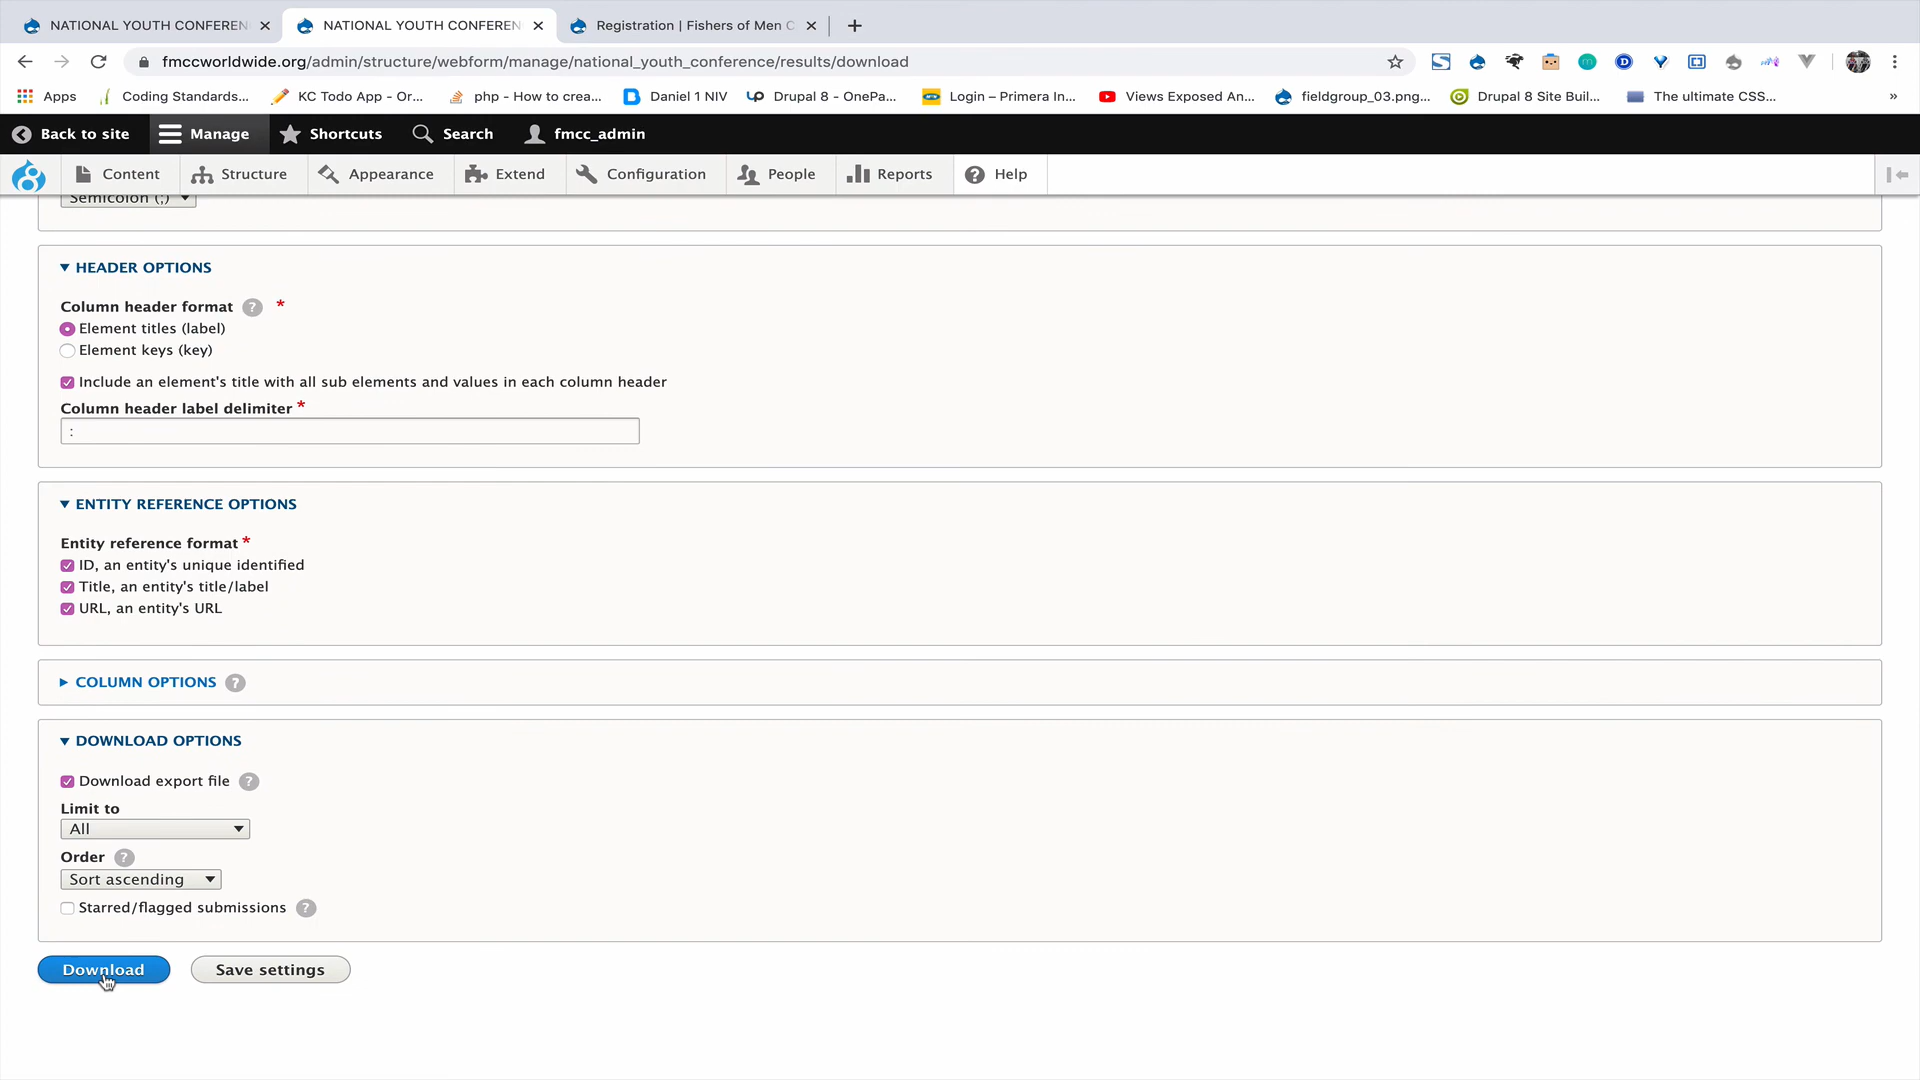 NATIONAL YOUTH CONFEREN
NATIONAL YOUTH CONFEREN
Registration | Fishers of Men C
fmccworldwide.org/admin/structure/webform/manage/national_youth_conference/results/download
Apps
Coding Standards...
KC Todo App - Or...
php - How to crea...
Daniel 1 NIV
Drupal 8 - OnePa...
Login – Primera In...
Views Exposed An...
fieldgroup_03.png...
Drupal 8 Site Buil...
The ultimate CSS...
»
Back to site
Manage
Shortcuts
Search
fmcc_admin
Content
Structure
Appearance
Extend
Configuration
People
Reports
Help
Semicolon (;)
HEADER OPTIONS
Column header format ? *
Element titles (label)
Element keys (key)
Include an element's title with all sub elements and values in each column header
Column header label delimiter *
:
ENTITY REFERENCE OPTIONS
Entity reference format *
ID, an entity's unique identified
Title, an entity's title/label
URL, an entity's URL
COLUMN OPTIONS ?
DOWNLOAD OPTIONS
Download export file ?
Limit to
All
Order ?
Sort ascending
Starred/flagged submissions ?
Download
Save settings